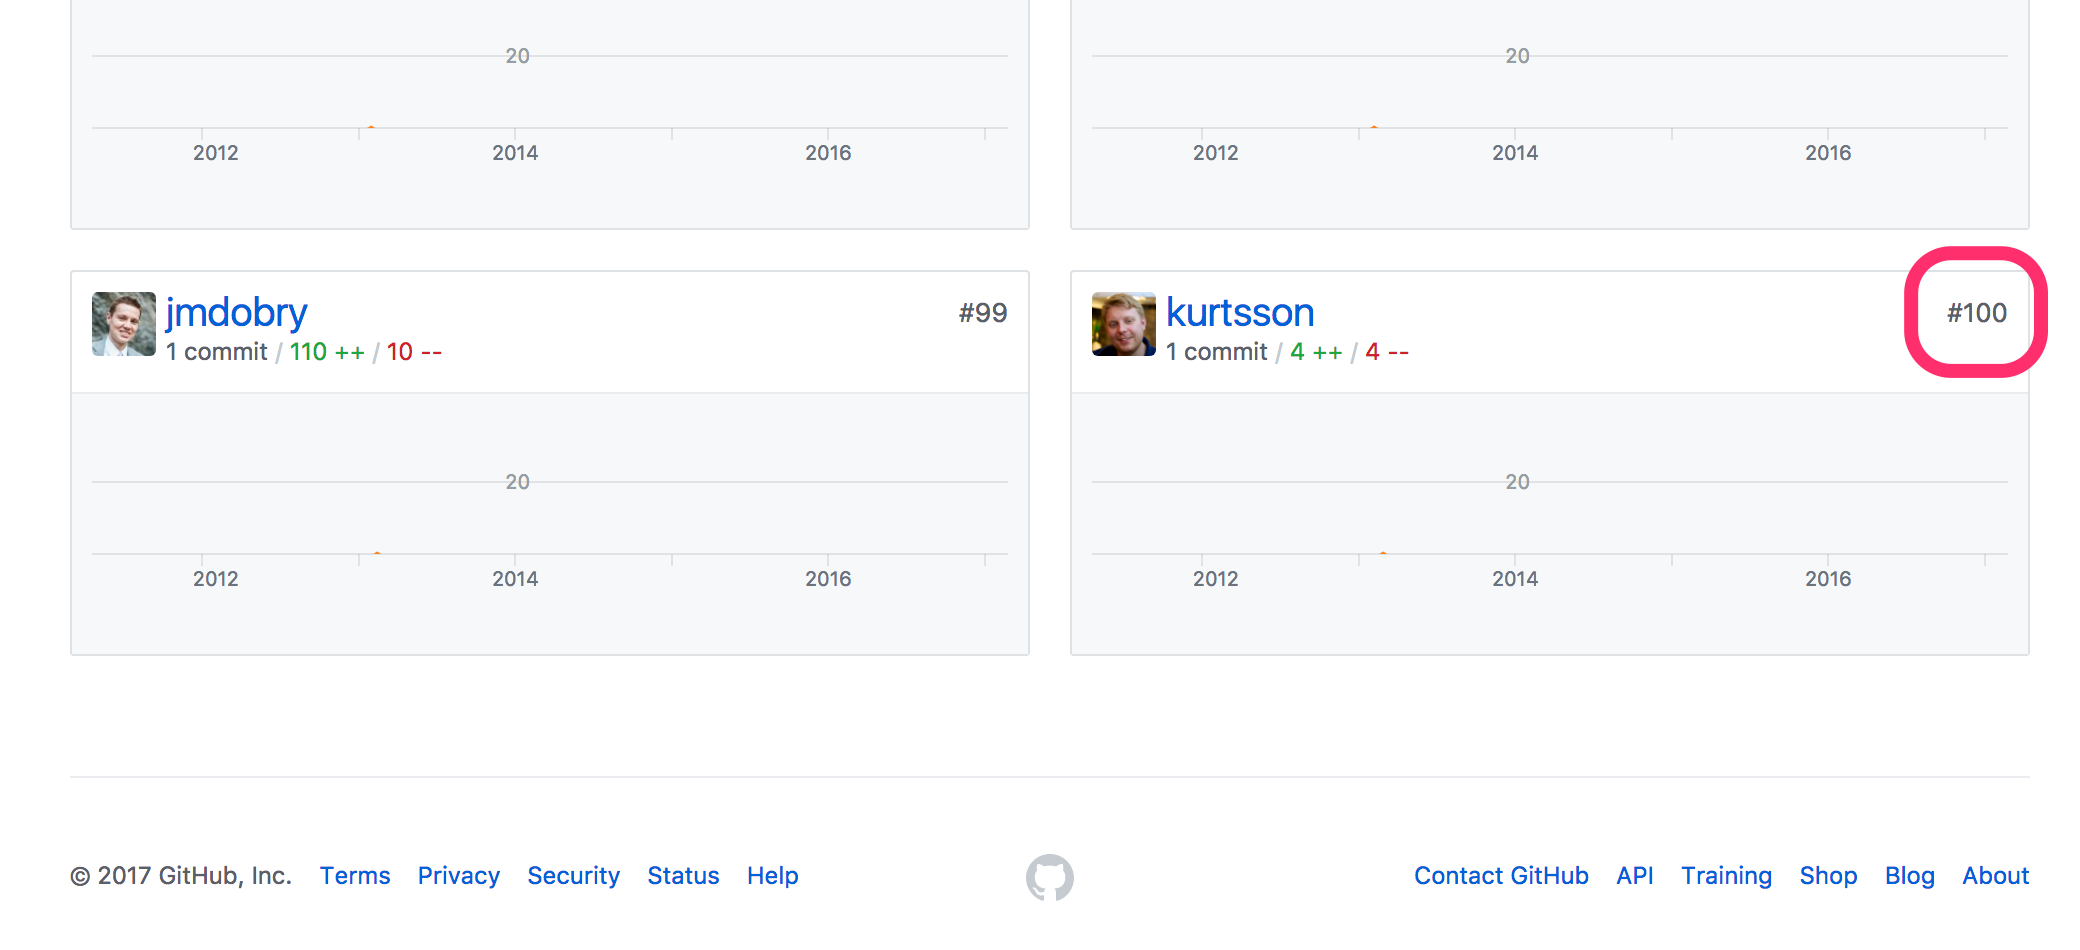 20 20
2012 2014 2016 2012 2014 2016
jmdobry #99 kurtsson #100
1 commit / 110 ++ / 10 -- 1 commit / 4 ++ / 4 --
20 20
2012 2014 2016 2012 2014 2016
© 2017 GitHub, Inc. Terms Privacy Security Status Help Contact GitHub API Training Shop Blog About